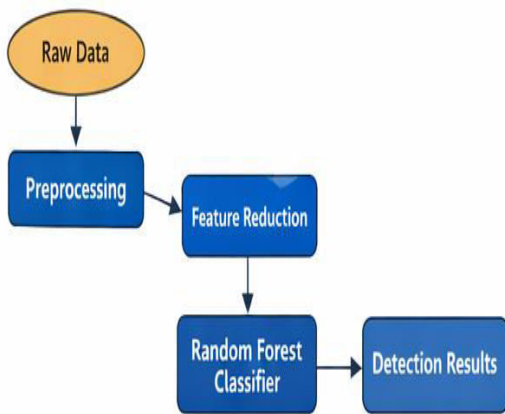 Raw Data
Preprocessing
Feature Reduction
Random Forest
Classifier
Detection Results